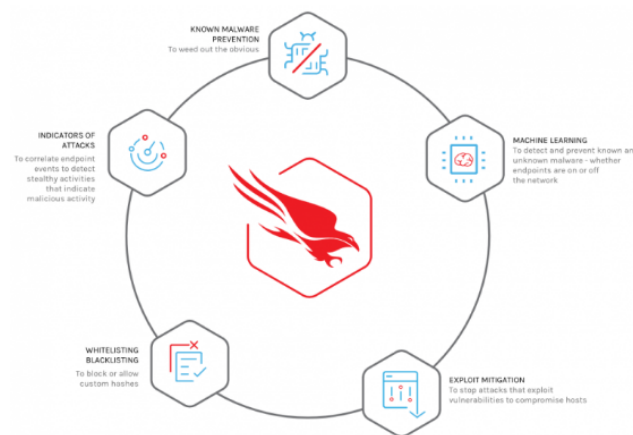 KNOWN MALWARE
PREVENTION
To weed out the obvious
MACHINE LEARNING
To detect and prevent known an
unknown malware - whether
endpoints are on or off
the network
EXPLOIT MITIGATION
To stop attacks that exploit
vulnerabilities to compromise hosts
WHITELISTING
BLACKLISTING
To block or allow
custom hashes
INDICATORS OF
ATTACKS
To correlate endpoint
events to detect
stealthy activities
that indicate
malicious activity